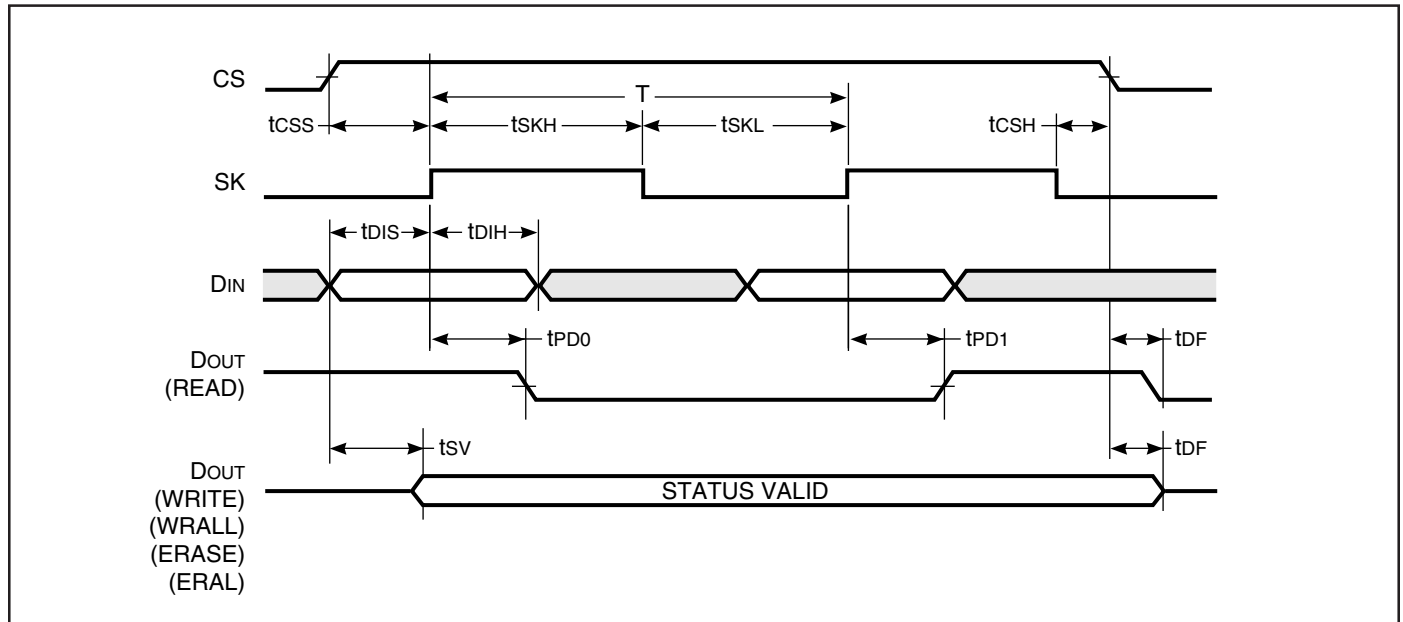 CS
T
tCSS
tSKH
tSKL
tCSH
SK
tDIS
tDIH
DIN
tPD0
tPD1
tDF
DOUT
(READ)
tSV
tDF
DOUT
(WRITE)
STATUS VALID
(WRALL)
(ERASE)
(ERAL)